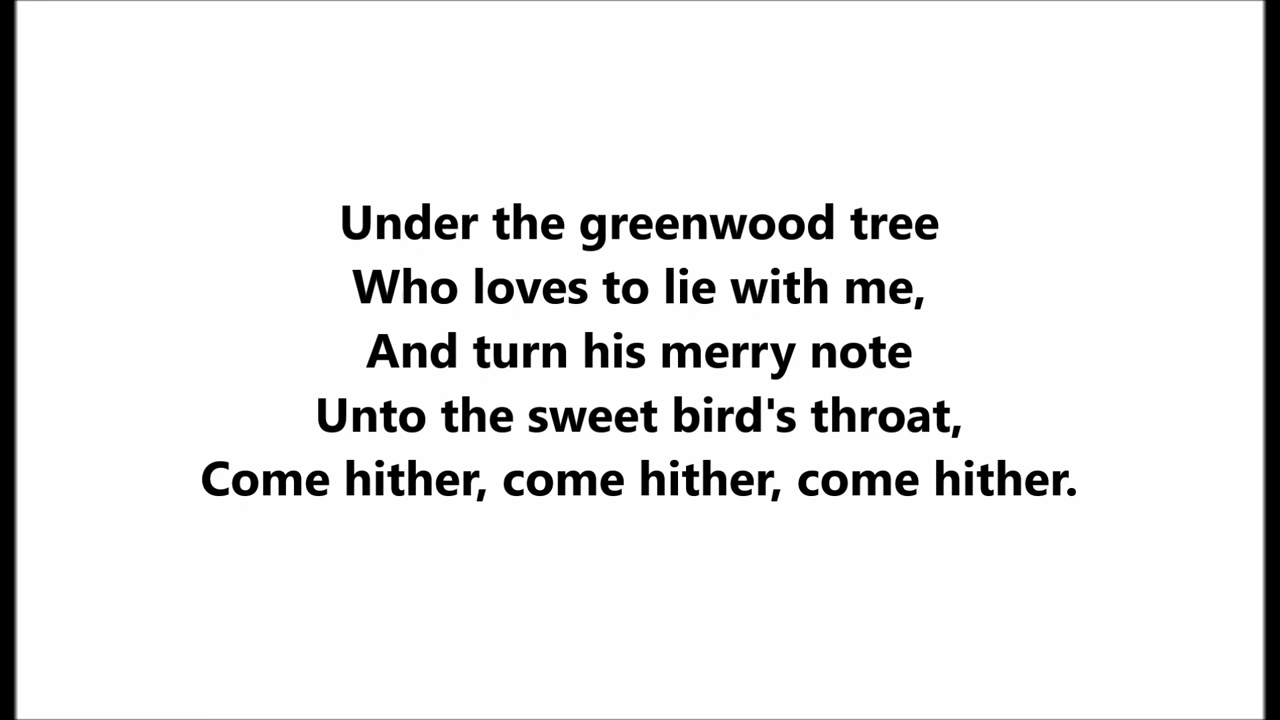 Under the greenwood tree
Who loves to lie with me,
And turn his merry note
Unto the sweet bird's throat,
Come hither, come hither, come hither.